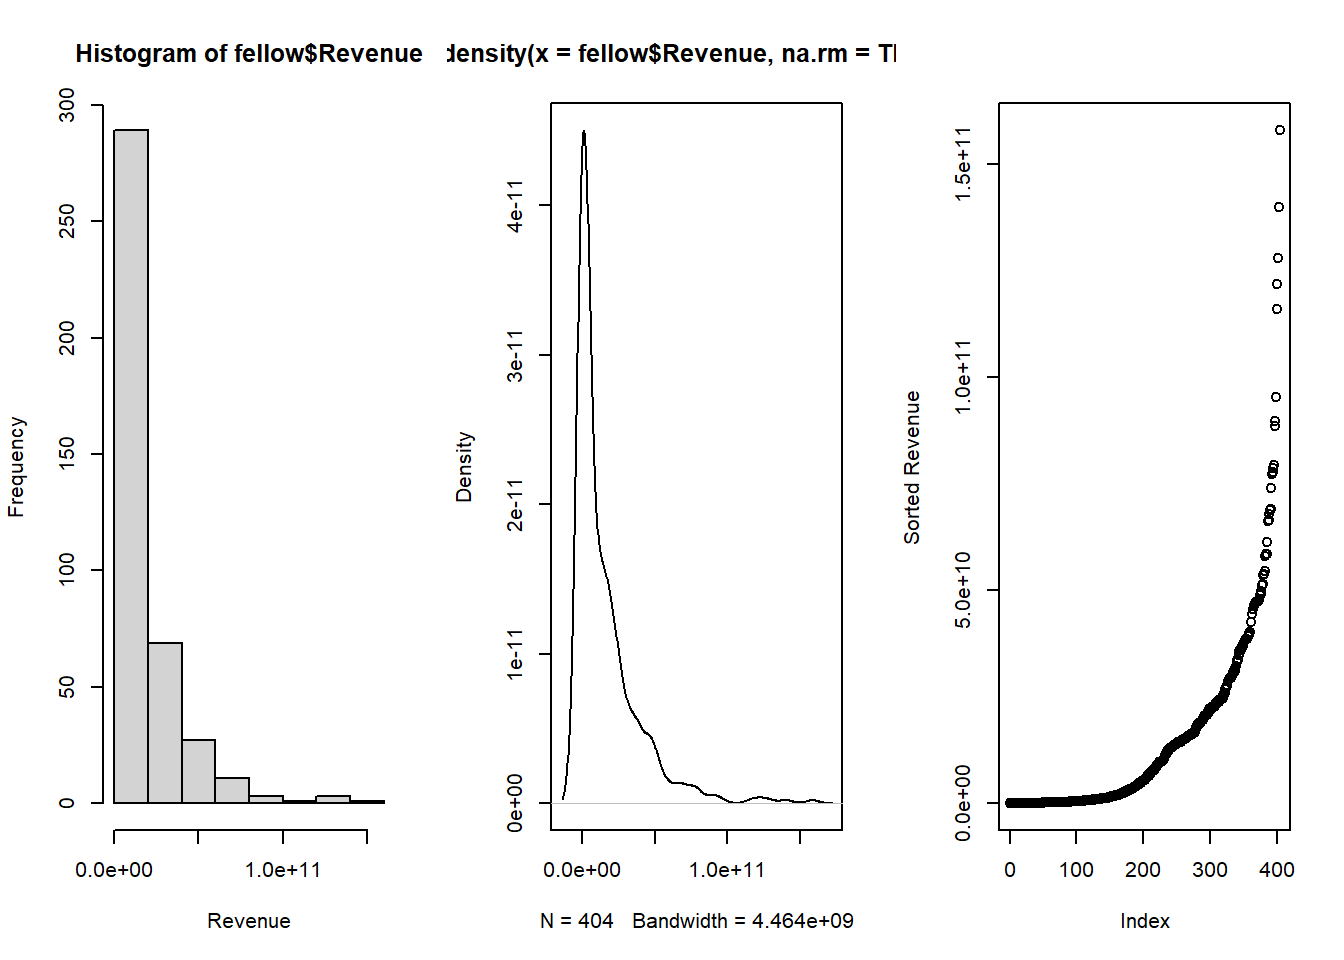 Histogram of fellow$Revenue
density(x = fellow$Revenue, na.rm = TI
Frequency
300
250
200
150
100
50
0
0.0e+00
1.0e+11
Revenue
Density
4e-11
3e-11
2e-11
1e-11
0e+00
0.0e+00
1.0e+11
N = 404 Bandwidth = 4.464e+09
Sorted Revenue
1.5e+11
1.0e+11
5.0e+10
0.0e+00
0
100
200
300
400
Index